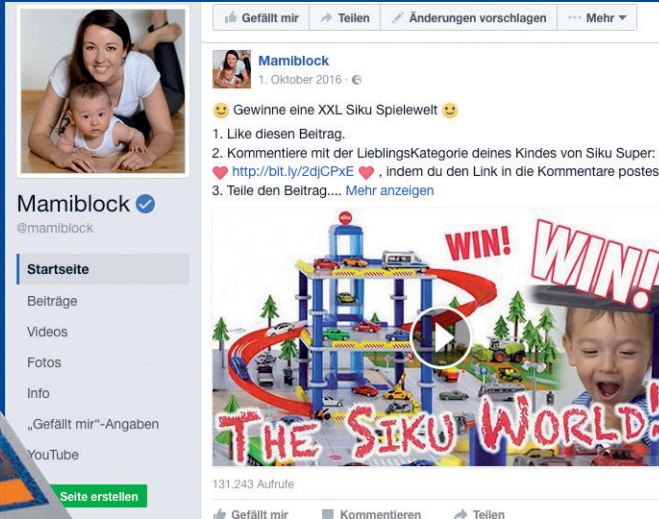 Gefällt mir Teilen Änderungen vorschlagen Mehr
Mamiblock
1. Oktober 2016
Gewinne eine XXL Siku Spielewelt
1. Like diesen Beitrag.
2. Kommentiere mit der LieblingsKategorie deines Kindes von Siku Super:
http://bit.ly/2djCPxE , indem du den Link in die Kommentare postes
3. Teile den Beitrag.... Mehr anzeigen
Mamiblock
@mamiblock
Startseite
Beiträge
Videos
Fotos
Info
„Gefällt mir"-Angaben
YouTube
Seite erstellen
siku
WIN! WIN!
THE SIKU WORLD!
131.243 Aufrufe
Gefällt mir Kommentieren Teilen